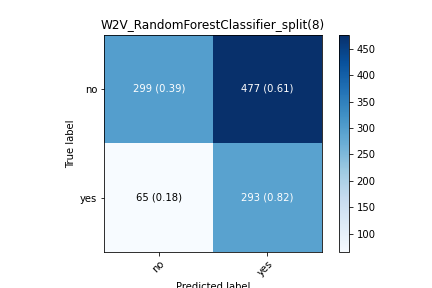 W2V_RandomForestClassifier_split(8)
True label
no
299 (0.39)
477 (0.61)
yes
65 (0.18)
293 (0.82)
no
yes
Predicted label
450
400
350
300
250
200
150
100